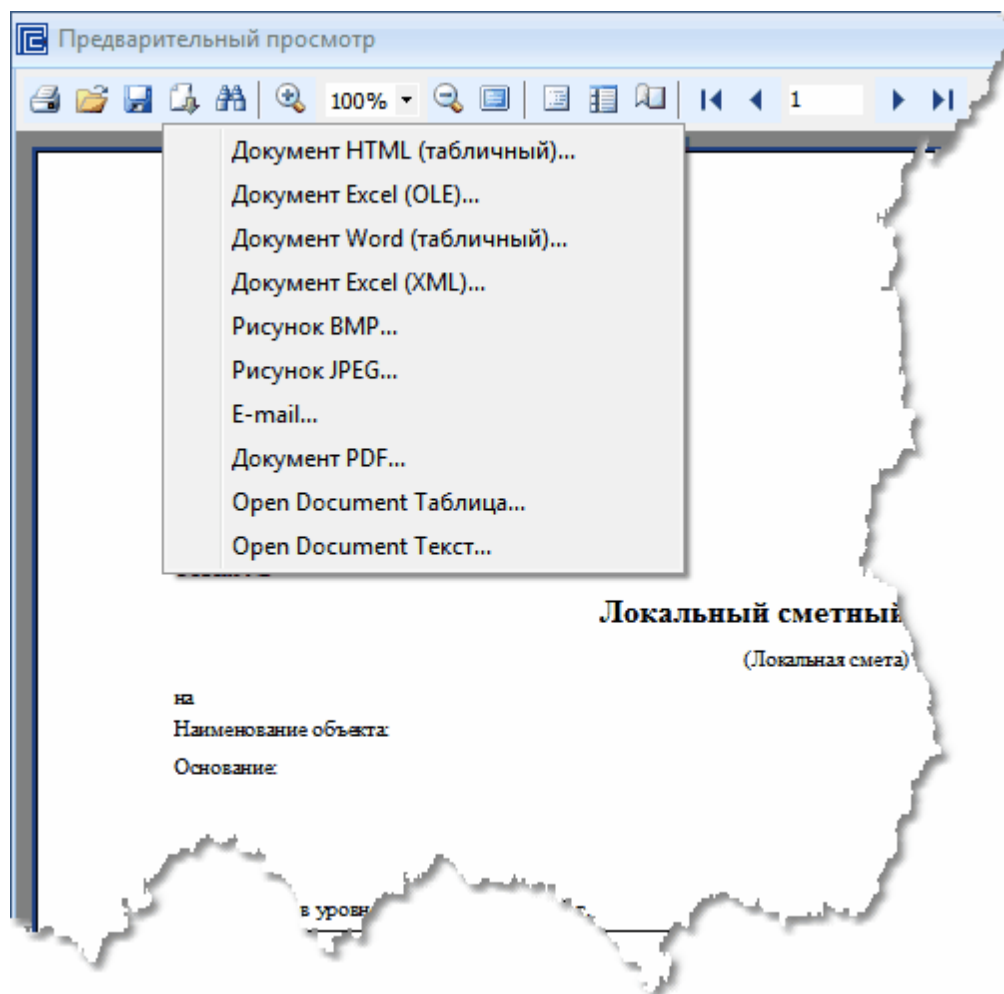 Предварительный просмотр
100% 1
Документ HTML (табличный)...
Документ Excel (OLE)...
Документ Word (табличный)...
Документ Excel (XML)...
Рисунок BMP...
Рисунок JPEG...
E-mail...
Документ PDF...
Open Document Таблица...
Open Document Текст...
Локальный сметный
(Локальная смета)
на
Наименование объекта:
Основание:
в